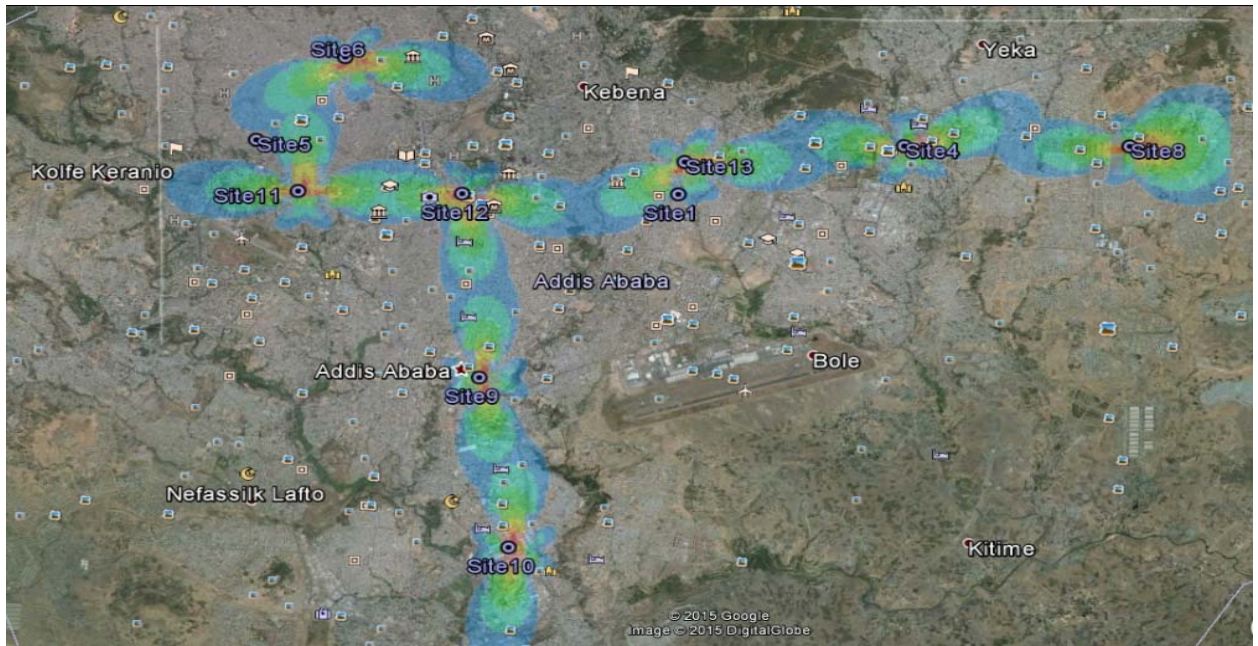 Site6
Yeka
Kebena
Site5
Site13
Site4
Site8
Kolfe Keranio
Site11
Site12
Site1
Addis Ababa
Addis Ababa
Bole
Site9
Nefassilk Lafto
Kitime
Site10
© 2015 Google
Image © 2015 DigitalGlobe